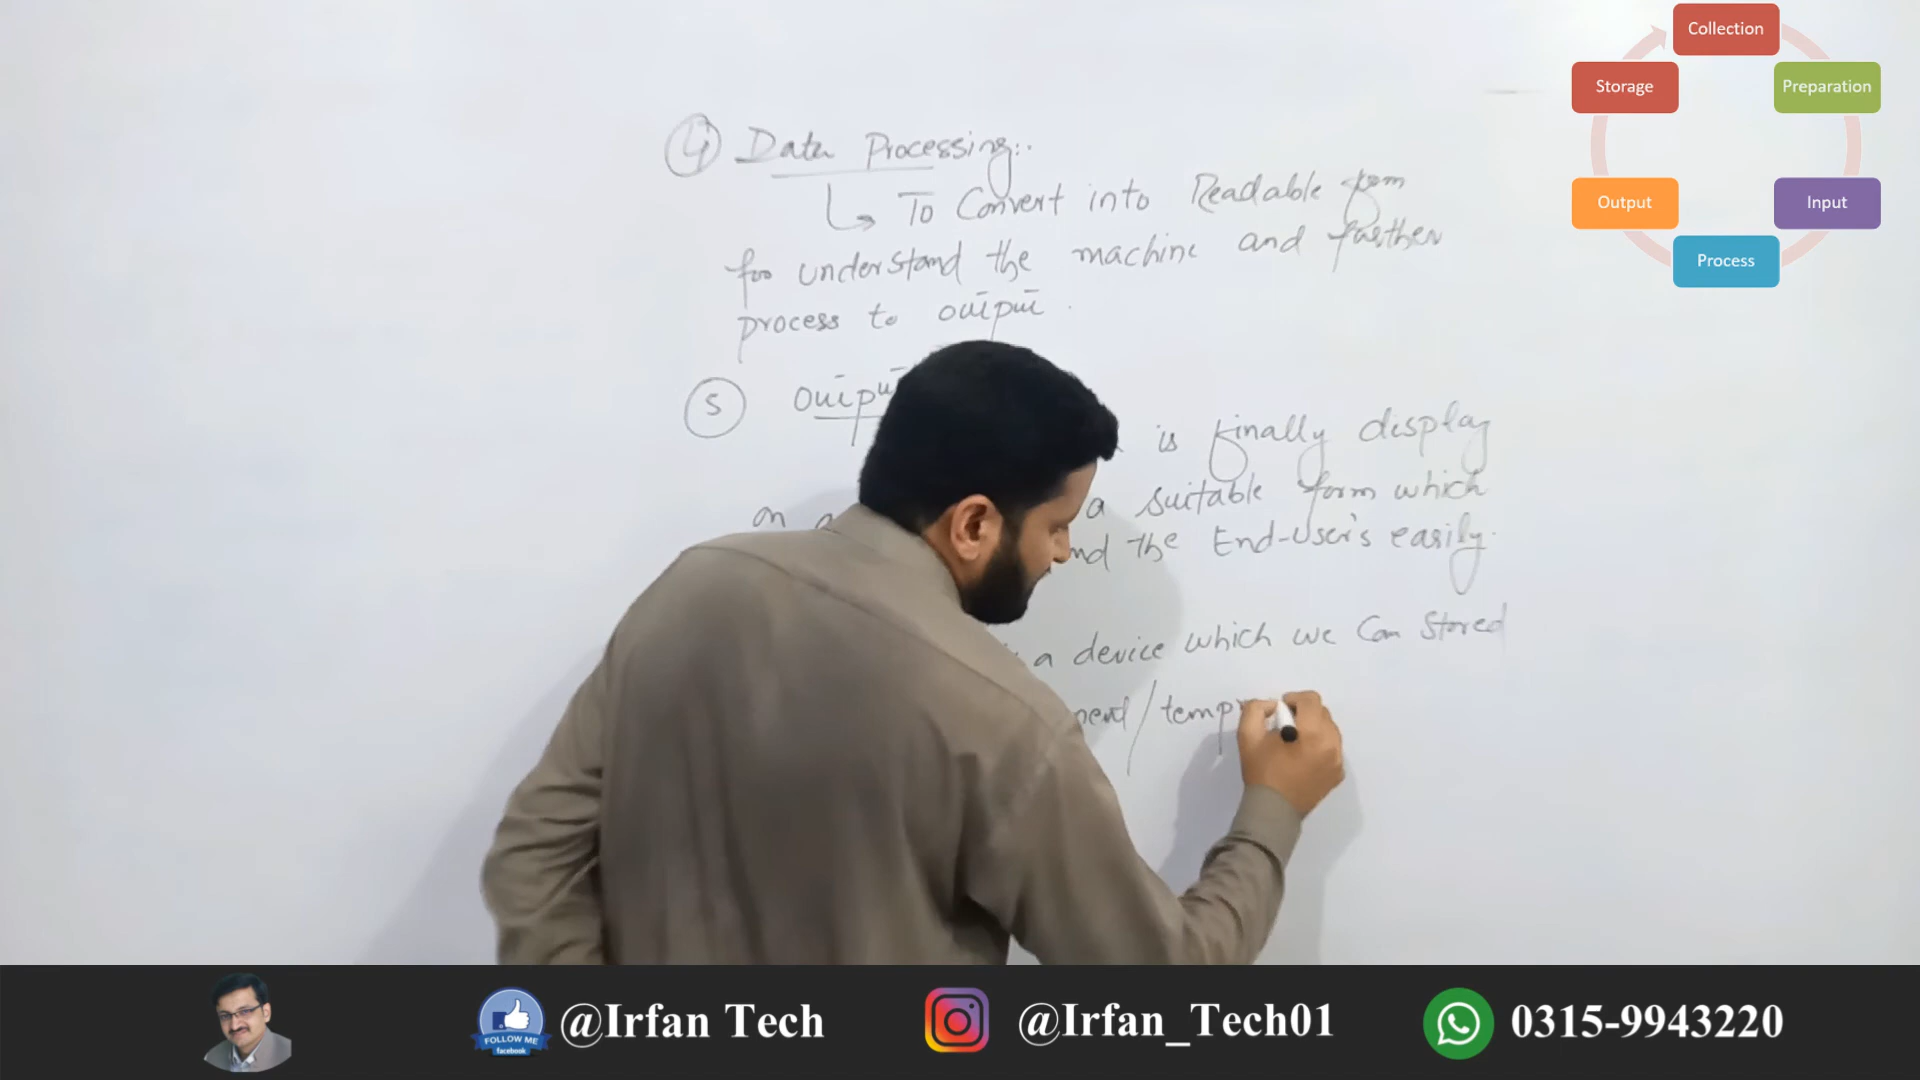 ④ Data Processing:.
↳ To Convert into Readable form
for understand the machine and further
process to output.
⑤ Output
is finally display
on a a suitable form which
the End-User's easily.
a device which we can stored
/temp
Collection
Storage
Preparation
Output
Input
Process
FOLLOW ME
facebook
@Irfan Tech
@Irfan_Tech01
0315-9943220